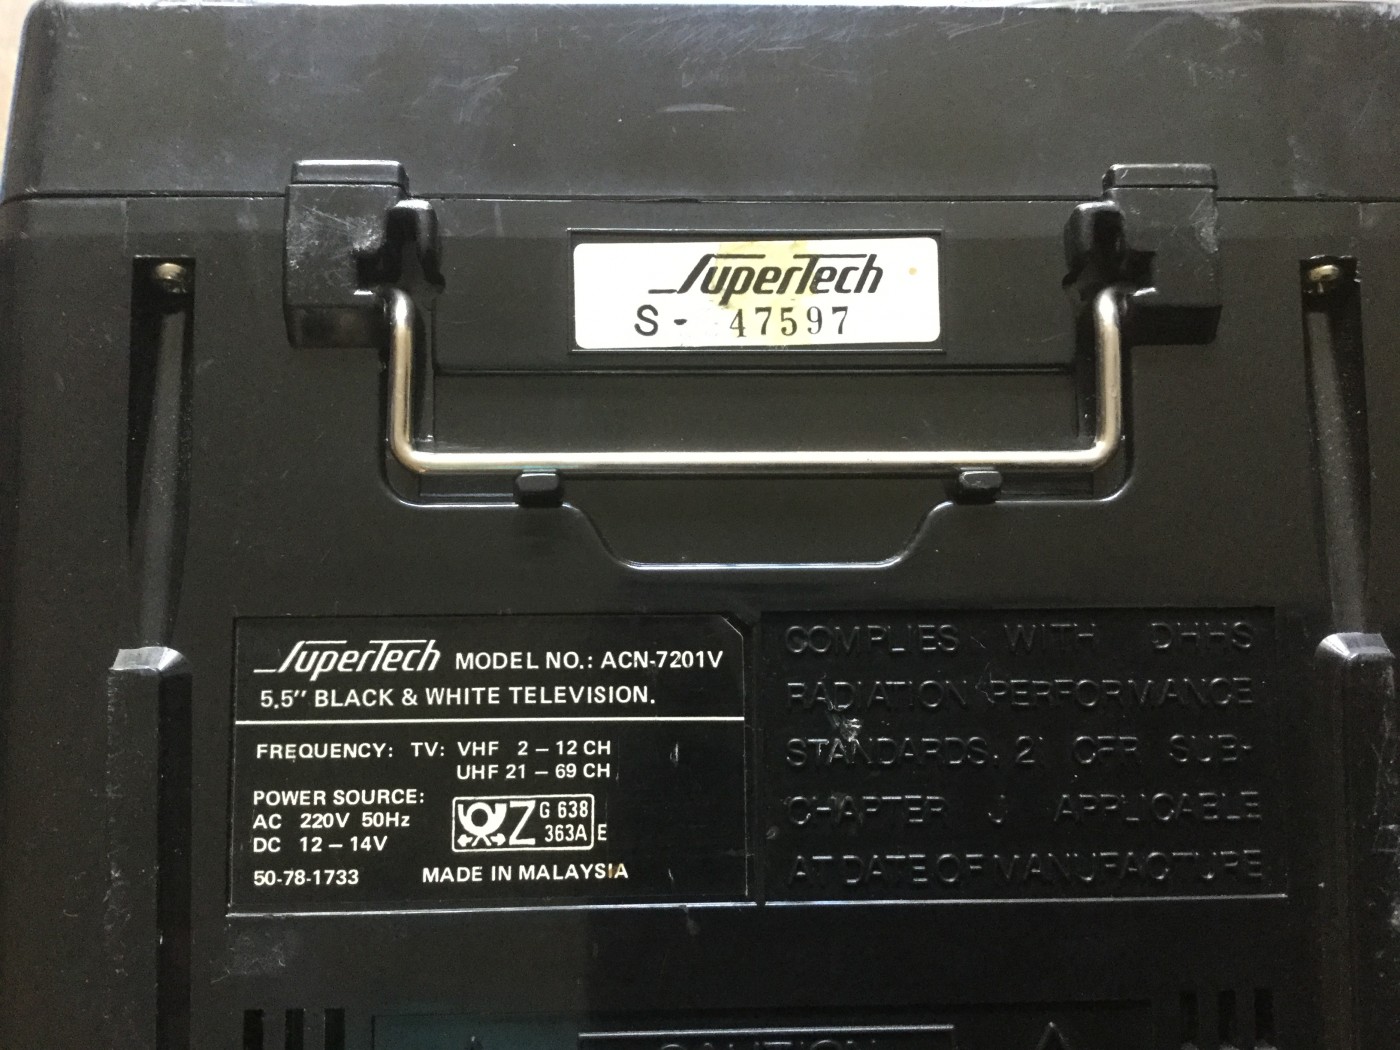 SuperTech
S - 47597
SuperTech MODEL NO.: ACN-7201V
5.5" BLACK & WHITE TELEVISION.
FREQUENCY: TV: VHF 2 – 12 CH
UHF 21 – 69 CH
POWER SOURCE:
AC 220V 50Hz
DC 12 – 14V
Z G 638
363A E
50-78-1733 MADE IN MALAYSIA
COMPLIES WITH DHHS
RADIATION PERFORMANCE
STANDARDS. 21 CFR SUB-
CHAPTER J APPLICABLE
AT DATE OF MANUFACTURE
CAUTION